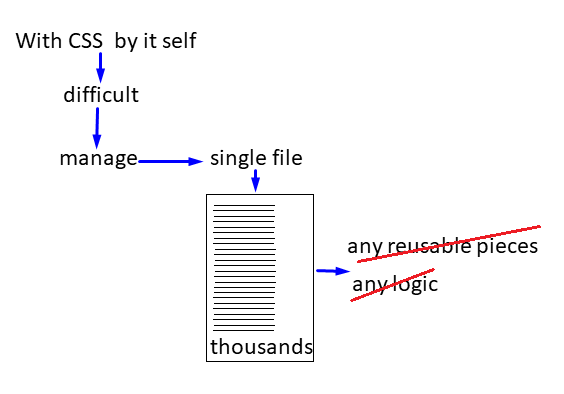 With CSS by it self
difficult
manage
single file
thousands
any reusable pieces
any logic